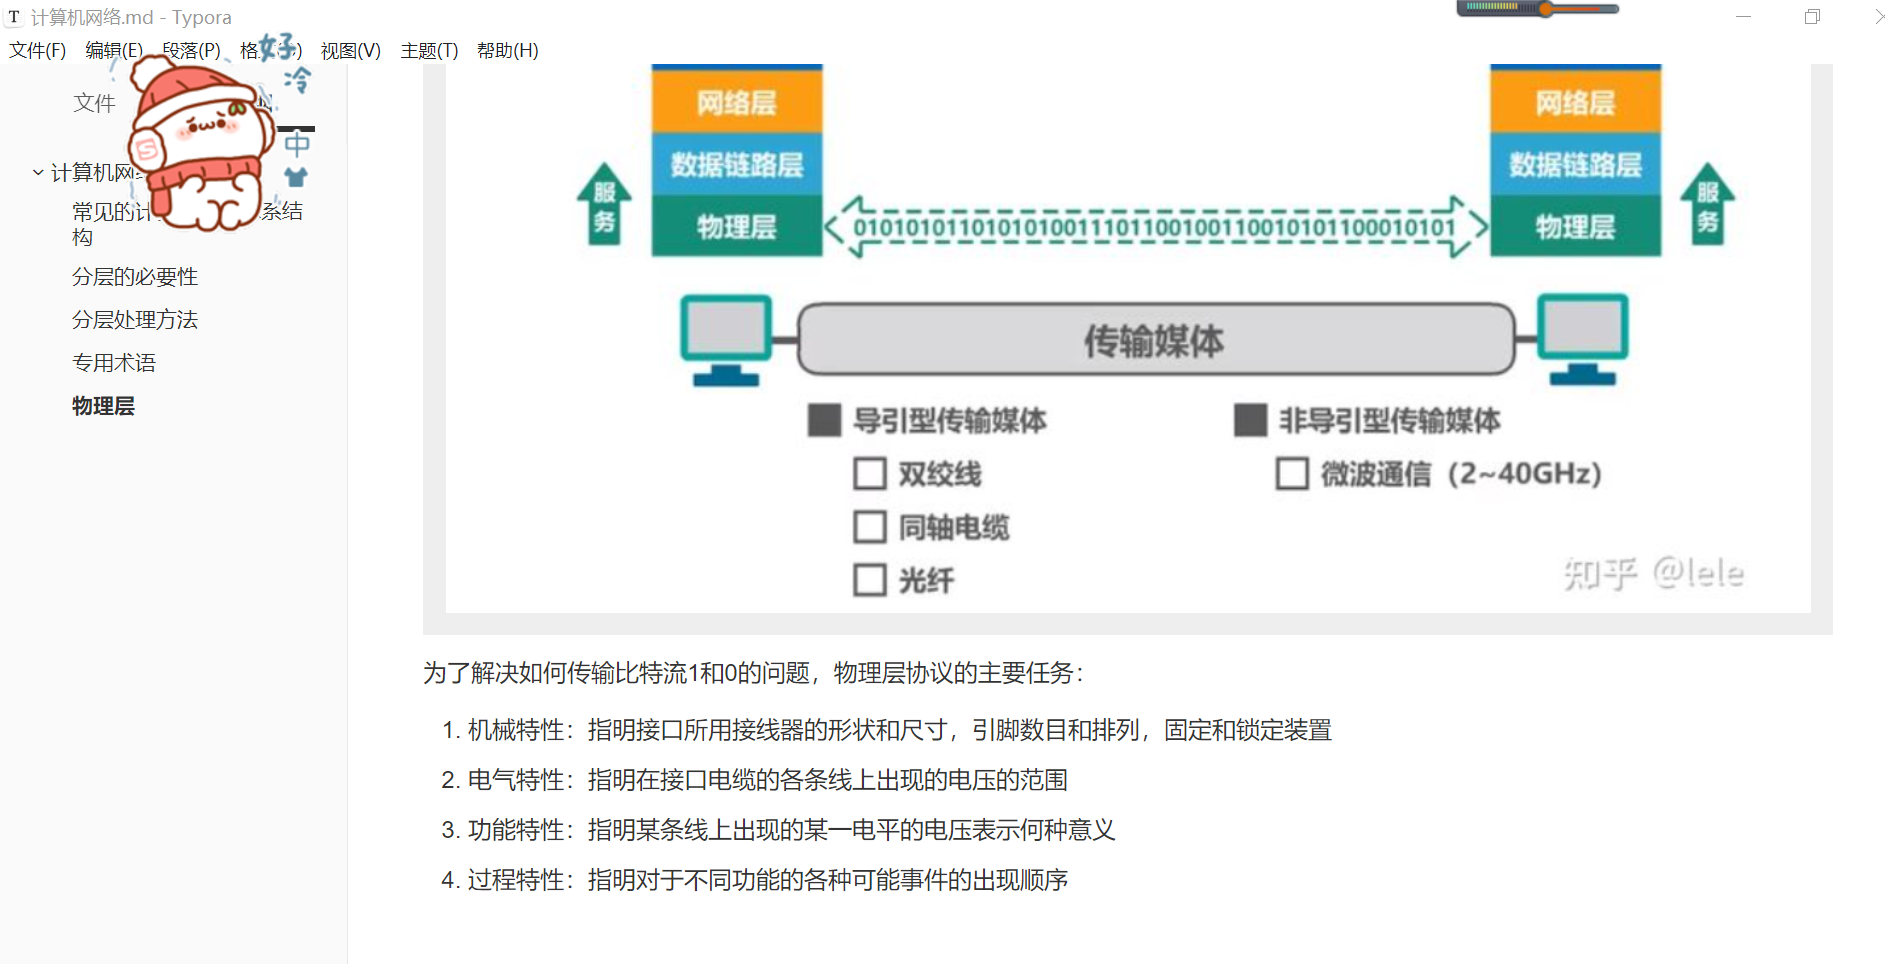 计算机网络.md - Typora
文件(F) 编辑(E) 段落(P) 视图(V) 主题(T) 帮助(H)
好
冷
文件
中
计算机网
常见的计
系结
构
分层的必要性
分层处理方法
专用术语
物理层
网络层
网络层
数据链路层
数据链路层
服务
服务
物理层
物理层
传输媒体
导引型传输媒体
非导引型传输媒体
双绞线
微波通信（2~40GHz）
同轴电缆
光纤
知乎 @lele
为了解决如何传输比特流1和0的问题，物理层协议的主要任务：
1. 机械特性：指明接口所用接线器的形状和尺寸，引脚数目和排列，固定和锁定装置
2. 电气特性：指明在接口电缆的各条线上出现的电压的范围
3. 功能特性：指明某条线上出现的某一电平的电压表示何种意义
4. 过程特性：指明对于不同功能的各种可能事件的出现顺序